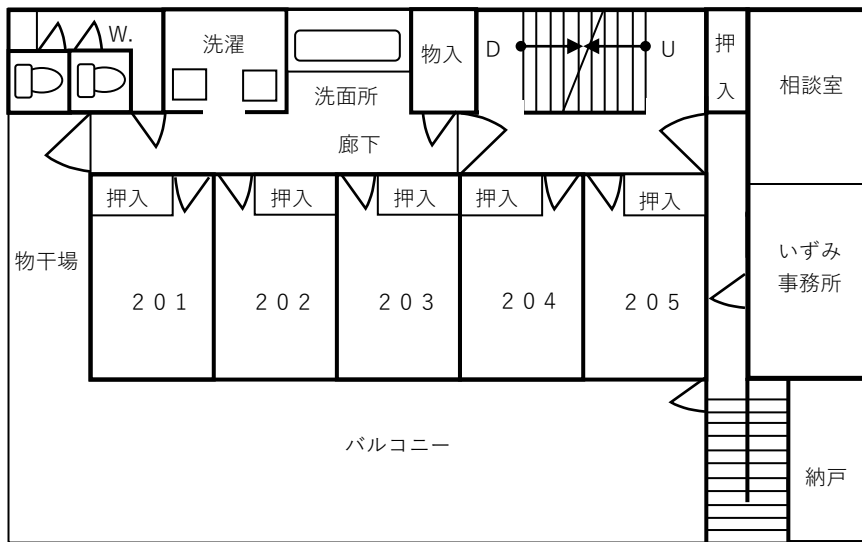 W.
洗濯
物入
D
U
押
入
相談室
洗面所
廊下
押入
押入
押入
押入
押入
物干場
いずみ
事務所
２０１
２０２
２０３
２０４
２０５
バルコニー
納戸